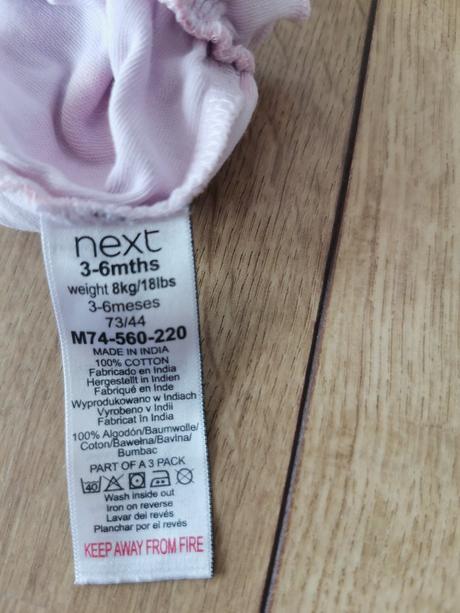 next
3-6mths
weight 8kg/18lbs
3-6meses
73/44
M74-560-220
MADE IN INDIA
100% COTTON
Fabricado en India
Hergestellt in Indien
Fabriqué en Inde
Wyprodukowano w Indiach
Vyrobeno v Indii
Fabricat în India
100% Algodón/Baumwolle/
Coton/Bawełna/Bavlna/
Bumbac
PART OF A 3 PACK
40
Wash inside out
Iron on reverse
Lavar del revés
Planchar por el revés
KEEP AWAY FROM FIRE